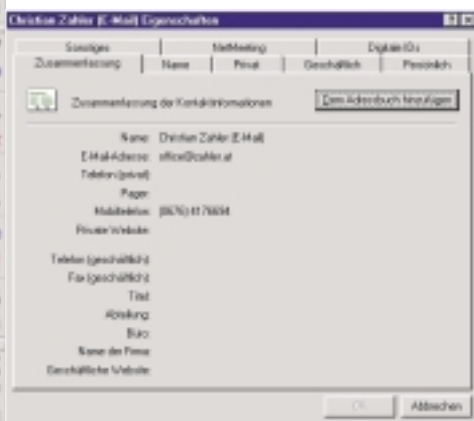 Christian Zahler (E-Mail) Eigenschaften
Sonstiges NetMeeting Digitale IDs
Zusammenfassung Name Privat Geschäftlich Persönlich
Zusammenfassung der Kontaktinformationen Dem Adressbuch hinzufügen
Name: Christian Zahler (E-Mail)
E-Mail-Adresse: office@zahler.at
Telefon (privat):
Pager:
Mobiltelefon: (0676) 4176694
Private Website:
Telefon (geschäftlich):
Fax (geschäftlich):
Titel:
Abteilung:
Büro:
Name der Firma:
Geschäftliche Website:
OK Abbrechen